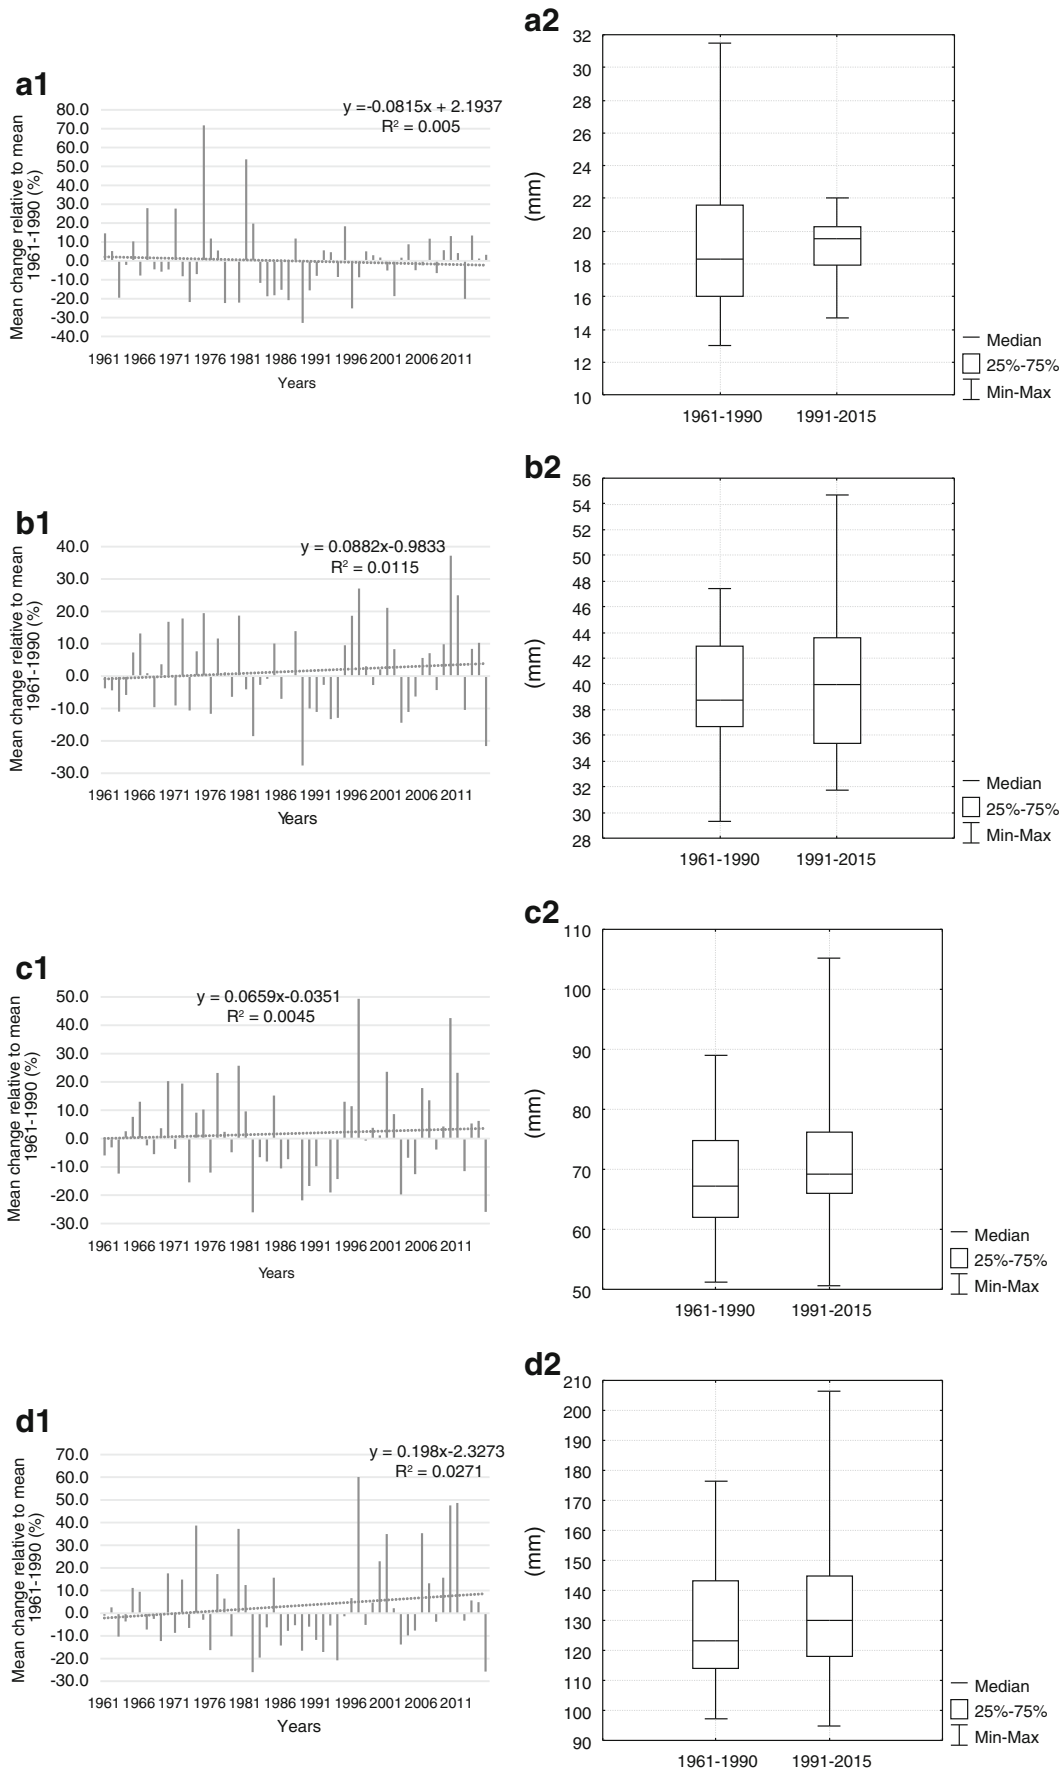 a1
Mean change relative to mean
1961-1990 (%)
80.0
70.0
60.0
50.0
40.0
30.0
20.0
10.0
0.0
-10.0
-20.0
-30.0
-40.0
y =-0.0815x + 2.1937
R² = 0.005
1961 1966 1971 1976 1981 1986 1991 1996 2001 2006 2011
Years
a2
(mm)
32
30
28
26
24
22
20
18
16
14
12
10
1961-1990 1991-2015
Median
25%-75%
Min-Max
b1
Mean change relative to mean
1961-1990 (%)
40.0
30.0
20.0
10.0
0.0
-10.0
-20.0
-30.0
y = 0.0882x-0.9833
R² = 0.0115
1961 1966 1971 1976 1981 1986 1991 1996 2001 2006 2011
Years
b2
(mm)
56
54
52
50
48
46
44
42
40
38
36
34
32
30
28
1961-1990 1991-2015
Median
25%-75%
Min-Max
c1
Mean change relative to mean
1961-1990 (%)
50.0
40.0
30.0
20.0
10.0
0.0
-10.0
-20.0
-30.0
y = 0.0659x-0.0351
R² = 0.0045
1961 1966 1971 1976 1981 1986 1991 1996 2001 2006 2011
Years
c2
(mm)
110
100
90
80
70
60
50
1961-1990 1991-2015
Median
25%-75%
Min-Max
d1
Mean change relative to mean
1961-1990 (%)
70.0
60.0
50.0
40.0
30.0
20.0
10.0
0.0
-10.0
-20.0
-30.0
y = 0.198x-2.3273
R² = 0.0271
1961 1966 1971 1976 1981 1986 1991 1996 2001 2006 2011
Years
d2
(mm)
210
200
190
180
170
160
150
140
130
120
110
100
90
1961-1990 1991-2015
Median
25%-75%
Min-Max